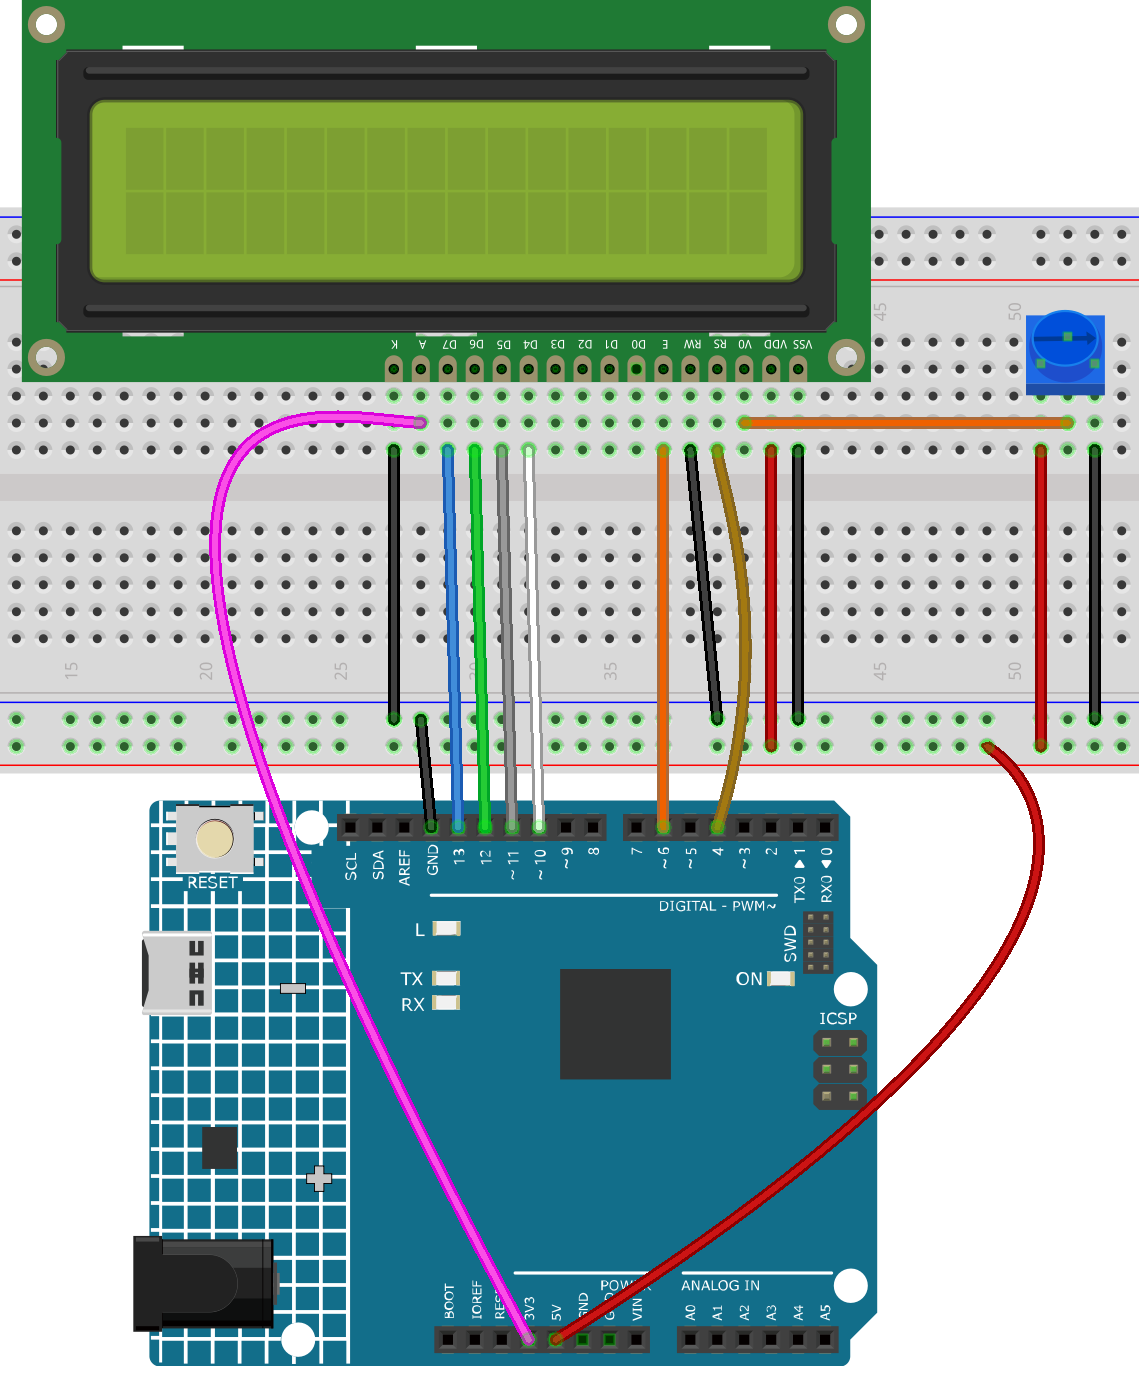 K A D7 D6 D5 D4 D3 D2 D1 D0 E RW RS V0 VDD VSS
45 50
15 20 25 35 45 50
SCL SDA AREF GND 13 12 ~11 ~10 ~9 8 7 ~6 ~5 4 ~3 2 TX0 ▶ 1 RX0 ◀ 0
RESET
DIGITAL - PWM~
L
SWD
TX
ON
RX
ICSP
POWER
ANALOG IN
BOOT IOREF 3V3 5V GND VIN A0 A1 A2 A3 A4 A5